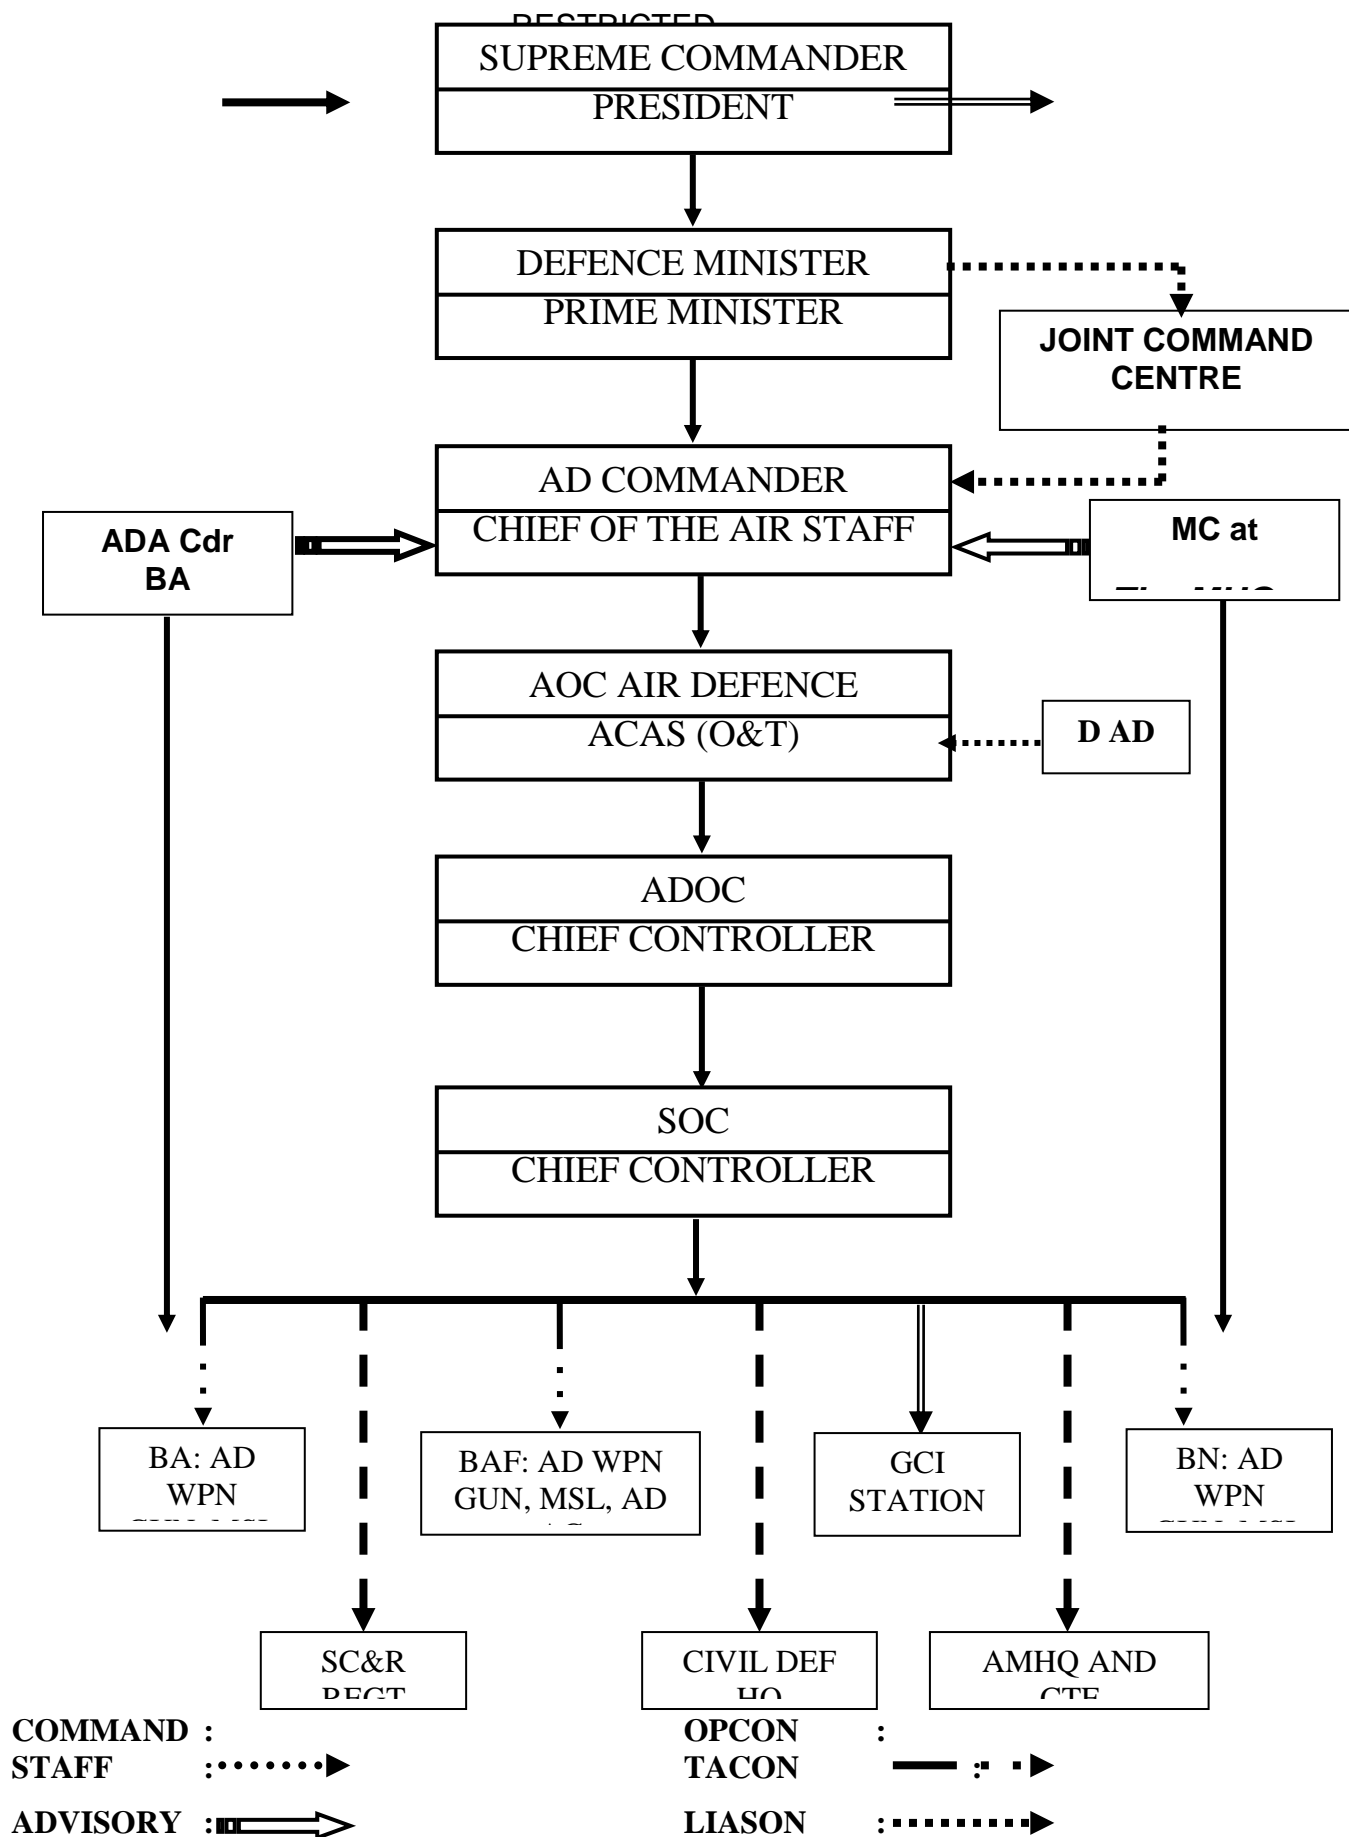 RESTRICTED
SUPREME COMMANDER
PRESIDENT
DEFENCE MINISTER
PRIME MINISTER
JOINT COMMAND
CENTRE
AD COMMANDER
CHIEF OF THE AIR STAFF
ADA Cdr
BA
MC at
AOC AIR DEFENCE
ACAS (O&T)
D AD
ADOC
CHIEF CONTROLLER
SOC
CHIEF CONTROLLER
BA: AD
WPN
BAF: AD WPN
GUN, MSL, AD
GCI
STATION
BN: AD
WPN
SC&R
REGT
CIVIL DEF
HQ
AMHQ AND
COMMAND :
OPCON :
STAFF :
TACON :
ADVISORY :
LIASON :